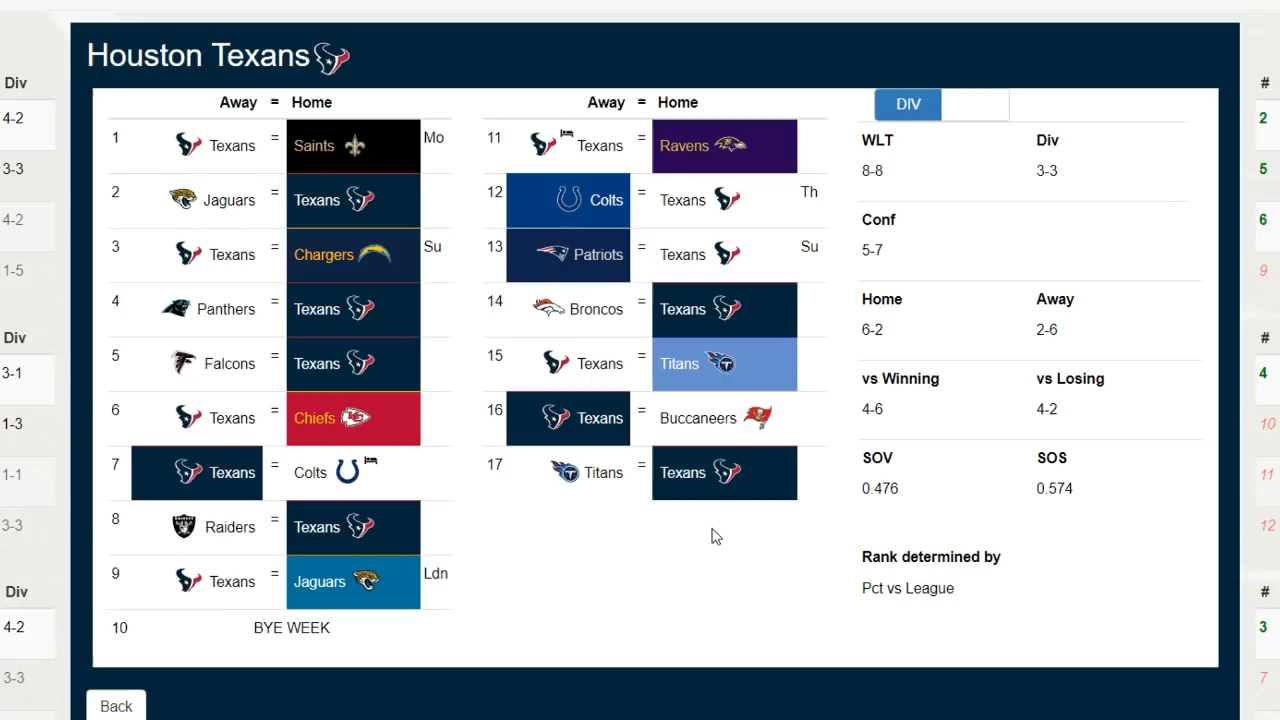 Houston Texans
Away = Home
1 Texans = Saints Mo
2 Jaguars = Texans
3 Texans = Chargers Su
4 Panthers = Texans
5 Falcons = Texans
6 Texans = Chiefs
7 Texans = Colts
8 Raiders = Texans
9 Texans = Jaguars Ldn
10 BYE WEEK
Away = Home
11 Texans = Ravens
12 Colts = Texans Th
13 Patriots = Texans Su
14 Broncos = Texans
15 Texans = Titans
16 Texans = Buccaneers
17 Titans = Texans
DIV
WLT Div
8-8 3-3
Conf
5-7
Home Away
6-2 2-6
vs Winning vs Losing
4-6 4-2
SOV SOS
0.476 0.574
Rank determined by
Pct vs League
Back
Div
4-2
3-3
4-2
1-5
Div
3-1
1-3
1-1
3-3
Div
4-2
3-3
#
2
5
6
9
#
4
10
11
12
#
3
7